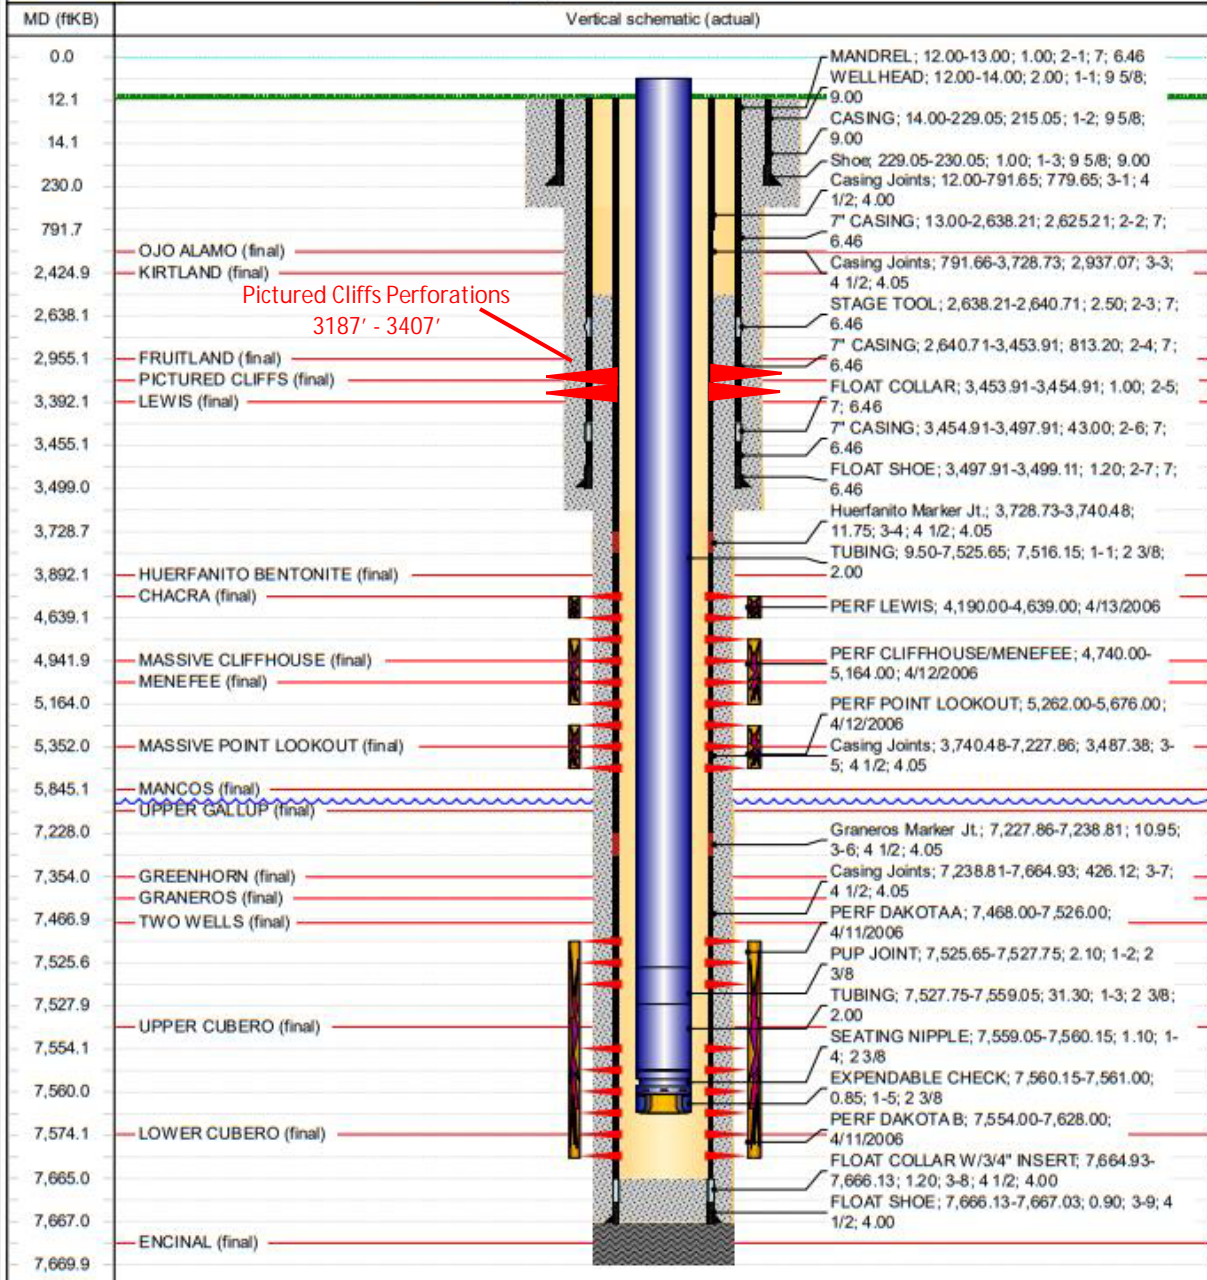 MD (ftKB)
Vertical schematic (actual)
0.0
12.1
14.1
230.0
791.7
2,424.9
2,638.1
2,955.1
3,392.1
3,455.1
3,499.0
3,728.7
3,892.1
4,639.1
4,941.9
5,164.0
5,352.0
5,845.1
7,228.0
7,354.0
7,466.9
7,525.6
7,527.9
7,554.1
7,560.0
7,574.1
7,665.0
7,667.0
7,669.9
OJO ALAMO (final)
KIRTLAND (final)
Pictured Cliffs Perforations
3187' - 3407'
FRUITLAND (final)
PICTURED CLIFFS (final)
LEWIS (final)
HUERFANITO BENTONITE (final)
CHACRA (final)
MASSIVE CLIFFHOUSE (final)
MENEFEE (final)
MASSIVE POINT LOOKOUT (final)
MANCOS (final)
UPPER GALLUP (final)
GREENHORN (final)
GRANEROS (final)
TWO WELLS (final)
UPPER CUBERO (final)
LOWER CUBERO (final)
ENCINAL (final)
MANDREL; 12.00-13.00; 1.00; 2-1; 7; 6.46
WELLHEAD; 12.00-14.00; 2.00; 1-1; 9 5/8;
9.00
CASING; 14.00-229.05; 215.05; 1-2; 9 5/8;
9.00
Shoe; 229.05-230.05; 1.00; 1-3; 9 5/8; 9.00
Casing Joints; 12.00-791.65; 779.65; 3-1; 4
1/2; 4.00
7" CASING; 13.00-2,638.21; 2,625.21; 2-2; 7;
6.46
Casing Joints; 791.66-3,728.73; 2,937.07; 3-3;
4 1/2; 4.05
STAGE TOOL; 2,638.21-2,640.71; 2.50; 2-3; 7;
6.46
7" CASING; 2,640.71-3,453.91; 813.20; 2-4; 7;
6.46
FLOAT COLLAR; 3,453.91-3,454.91; 1.00; 2-5;
7; 6.46
7" CASING; 3,454.91-3,497.91; 43.00; 2-6; 7;
6.46
FLOAT SHOE; 3,497.91-3,499.11; 1.20; 2-7; 7;
6.46
Huerfanito Marker Jt.; 3,728.73-3,740.48;
11.75; 3-4; 4 1/2; 4.05
TUBING; 9.50-7,525.65; 7,516.15; 1-1; 2 3/8;
2.00
PERF LEWIS; 4,190.00-4,639.00; 4/13/2006
PERF CLIFFHOUSE/MENEFEE; 4,740.00-
5,164.00; 4/12/2006
PERF POINT LOOKOUT; 5,262.00-5,676.00;
4/12/2006
Casing Joints; 3,740.48-7,227.86; 3,487.38; 3-
5; 4 1/2; 4.05
Graneros Marker Jt.; 7,227.86-7,238.81; 10.95;
3-6; 4 1/2; 4.05
Casing Joints; 7,238.81-7,664.93; 426.12; 3-7;
4 1/2; 4.05
PERF DAKOTA A; 7,468.00-7,526.00;
4/11/2006
PUP JOINT; 7,525.65-7,527.75; 2.10; 1-2; 2
3/8
TUBING; 7,527.75-7,559.05; 31.30; 1-3; 2 3/8;
2.00
SEATING NIPPLE; 7,559.05-7,560.15; 1.10; 1-
4; 2 3/8
EXPENDABLE CHECK; 7,560.15-7,561.00;
0.85; 1-5; 2 3/8
PERF DAKOTA B; 7,554.00-7,628.00;
4/11/2006
FLOAT COLLAR W/3/4" INSERT; 7,664.93-
7,666.13; 1.20; 3-8; 4 1/2; 4.00
FLOAT SHOE; 7,666.13-7,667.03; 0.90; 3-9; 4
1/2; 4.00